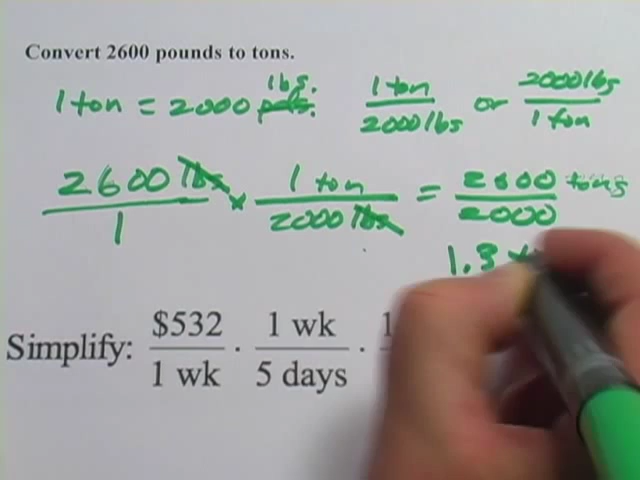 Convert 2600 pounds to tons.
1 ton = 2000 lbs. 1 ton / 2000 lbs or 2000 lbs / 1 ton
2600 lbs / 1 × 1 ton / 2000 lbs = 2600 / 2000 tons
1.3
Simplify: $532 / 1 wk · 1 wk / 5 days ·